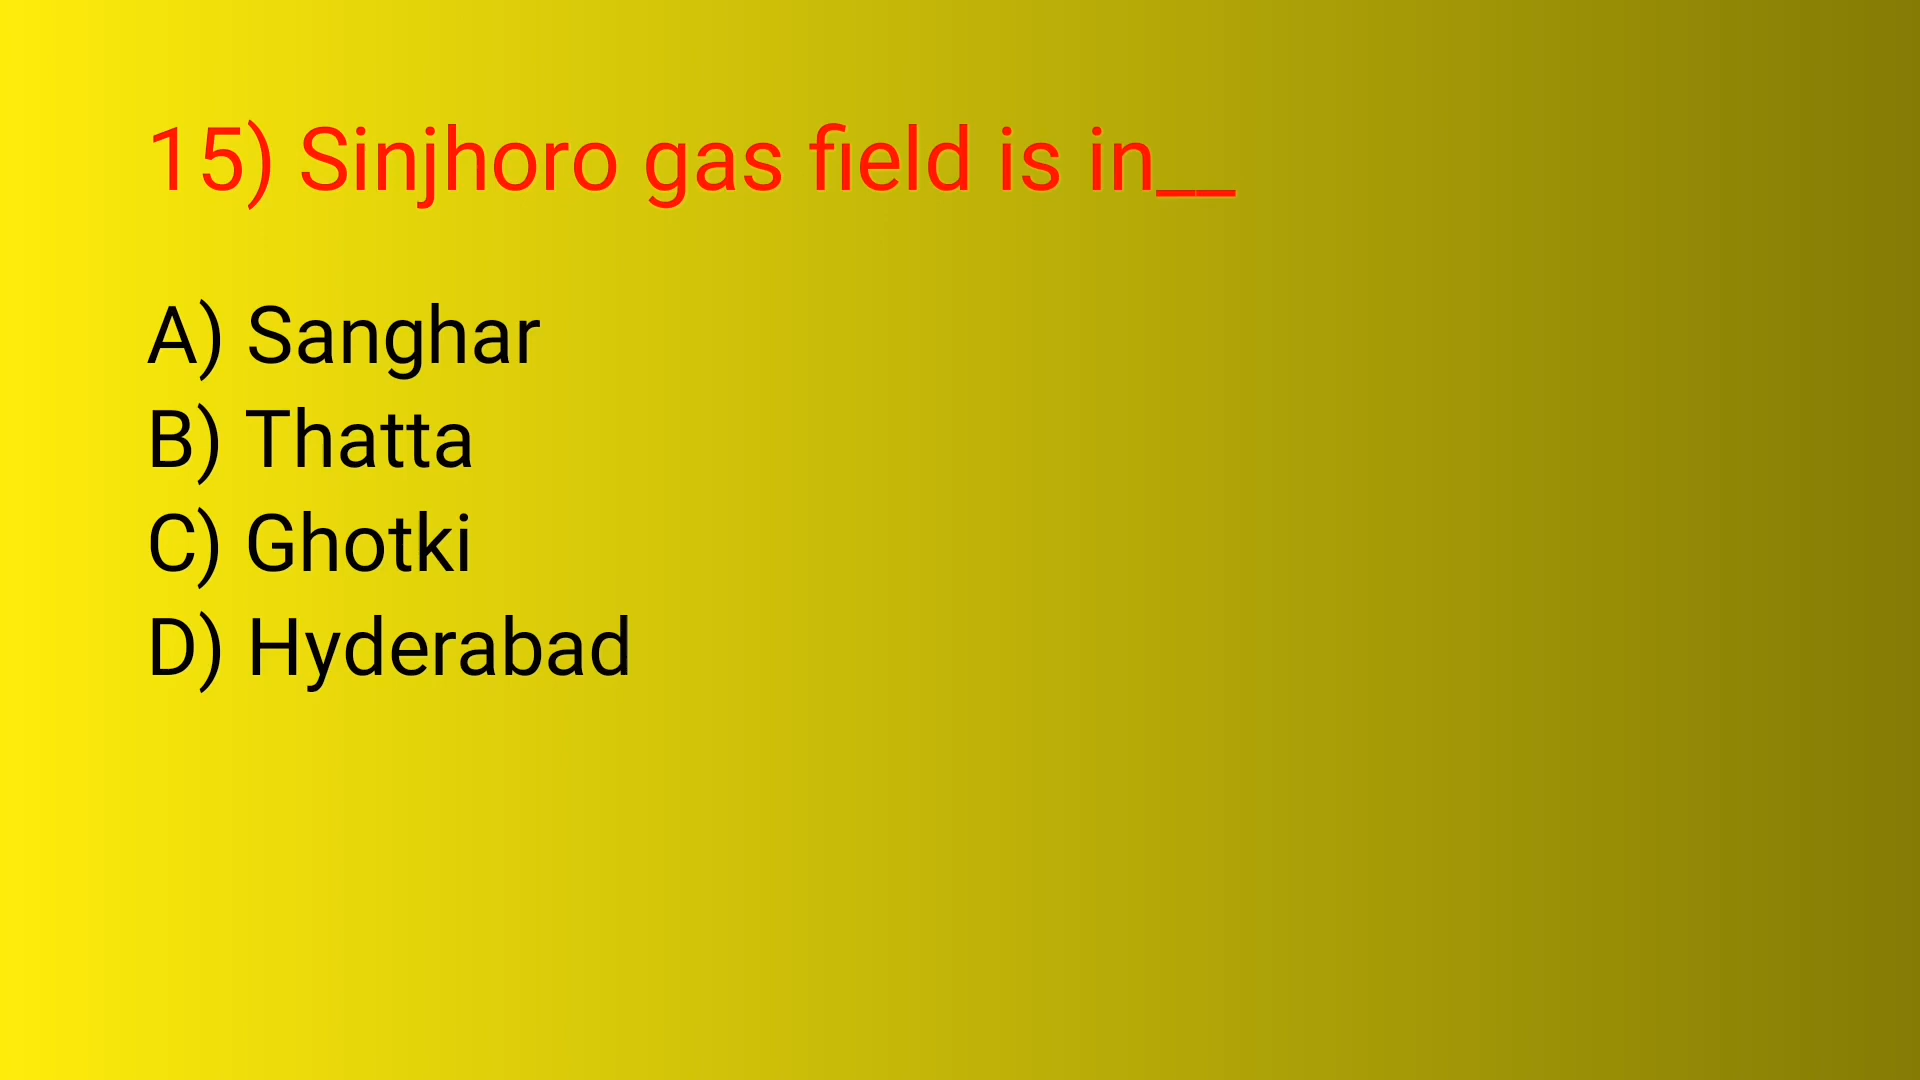 15) Sinjhoro gas field is in__
A) Sanghar
B) Thatta
C) Ghotki
D) Hyderabad